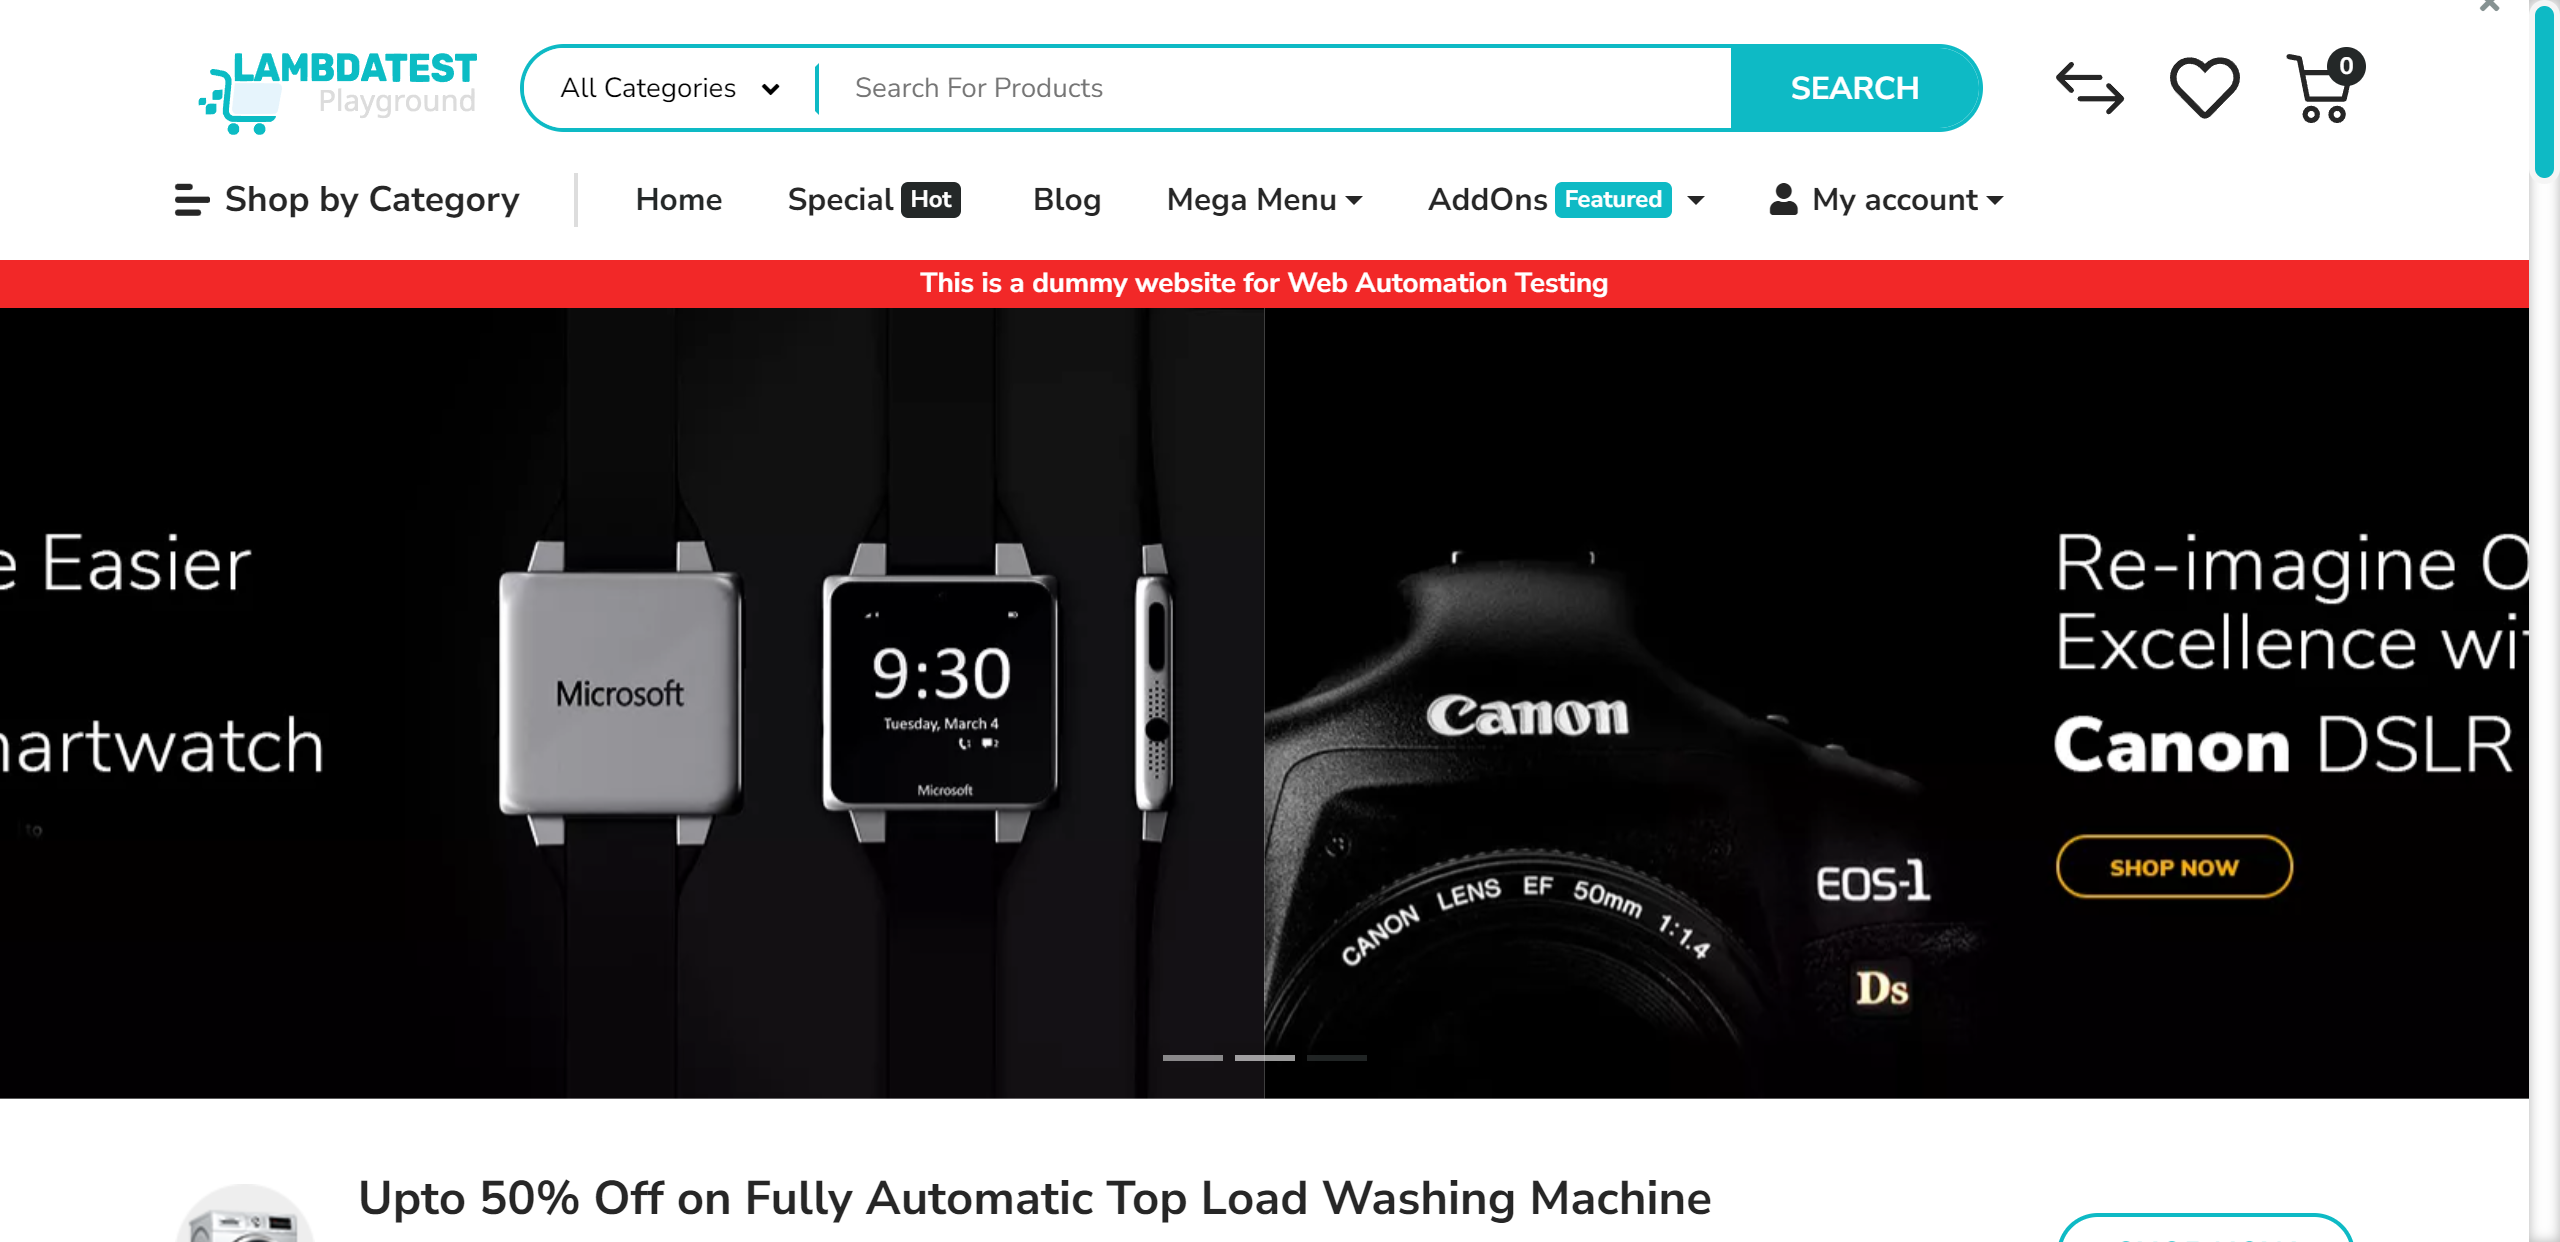 LAMBDATEST
Playground
All Categories
Search For Products
SEARCH
0
Shop by Category
Home
Special Hot
Blog
Mega Menu
AddOns Featured
My account
This is a dummy website for Web Automation Testing
Easier
Smartwatch
to
Microsoft
9:30
Tuesday, March 4
Microsoft
Canon
CANON LENS EF 50mm 1:1.4
EOS-1
Ds
Re-imagine
Excellence
Canon DSLR
SHOP NOW
Upto 50% Off on Fully Automatic Top Load Washing Machine